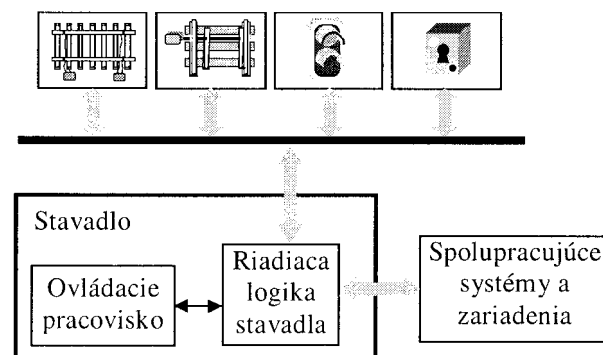 Stavadlo
Ovládacie
pracovisko
Riadiaca
logika
stavadla
Spolupracujúce
systémy a
zariadenia